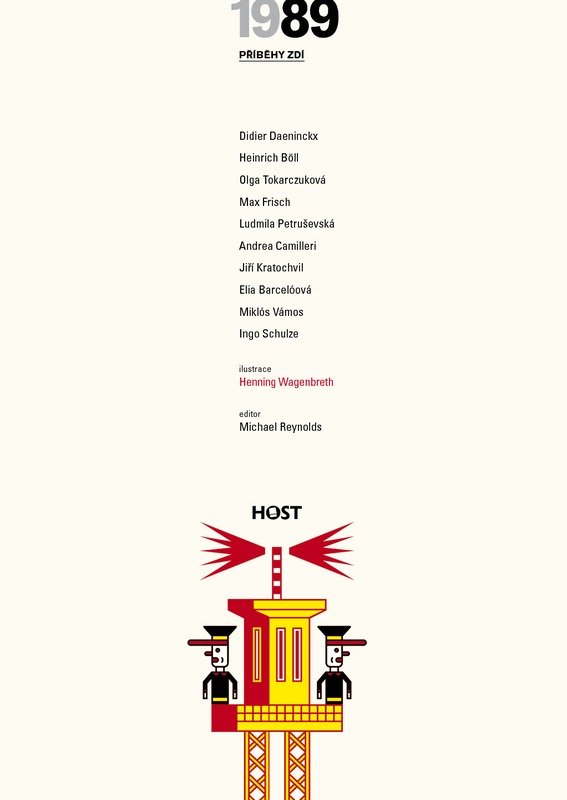 1989
PŘÍBĚHY ZDÍ
Didier Daeninckx
Heinrich Böll
Olga Tokarczuková
Max Frisch
Ludmila Petruševská
Andrea Camilleri
Jiří Kratochvil
Elia Barcelóová
Miklós Vámos
Ingo Schulze
ilustrace
Henning Wagenbreth
editor
Michael Reynolds
HOST